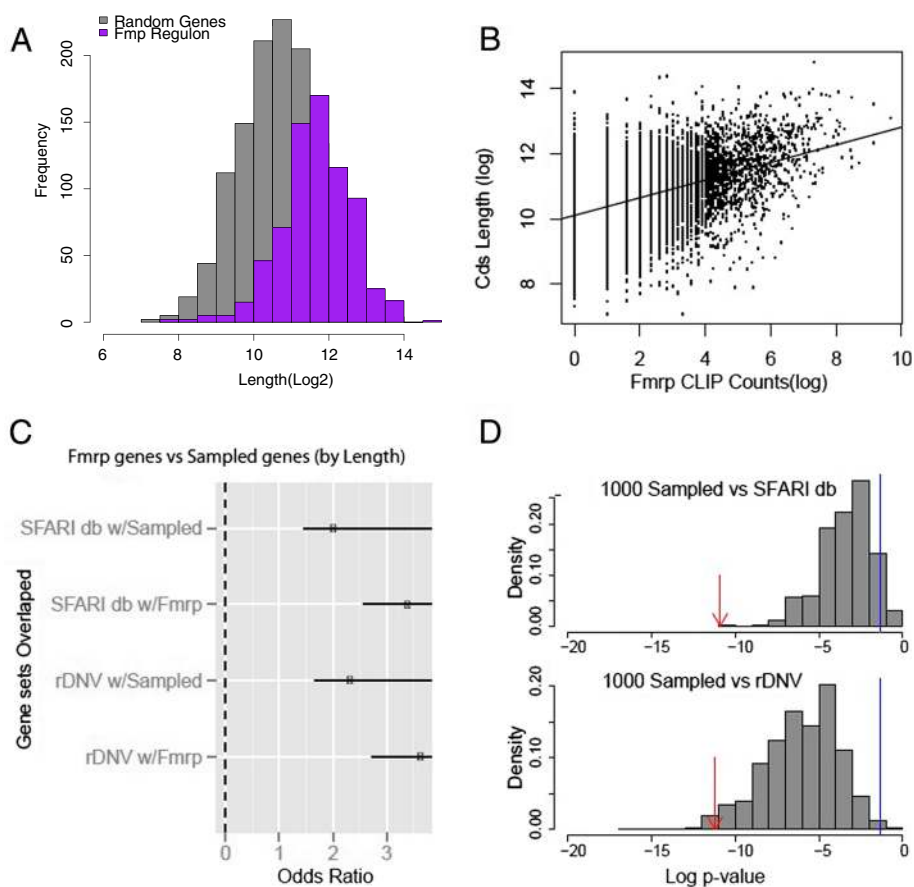 A
Random Genes
Fmp Regulon
Frequency
0
50
100
150
200
6
8
10
12
14
Length(Log2)
B
Cds Length (log)
8
10
12
14
0
2
4
6
8
10
Fmrp CLIP Counts(log)
C
Fmrp genes vs Sampled genes (by Length)
Gene sets Overlaped
SFARI db w/Sampled
SFARI db w/Fmrp
rDNV w/Sampled
rDNV w/Fmrp
0
1
2
3
Odds Ratio
D
1000 Sampled vs SFARI db
Density
0.00
0.10
0.20
−20
−15
−10
−5
0
1000 Sampled vs rDNV
Density
0.00
0.10
0.20
−20
−15
−10
−5
0
Log p-value